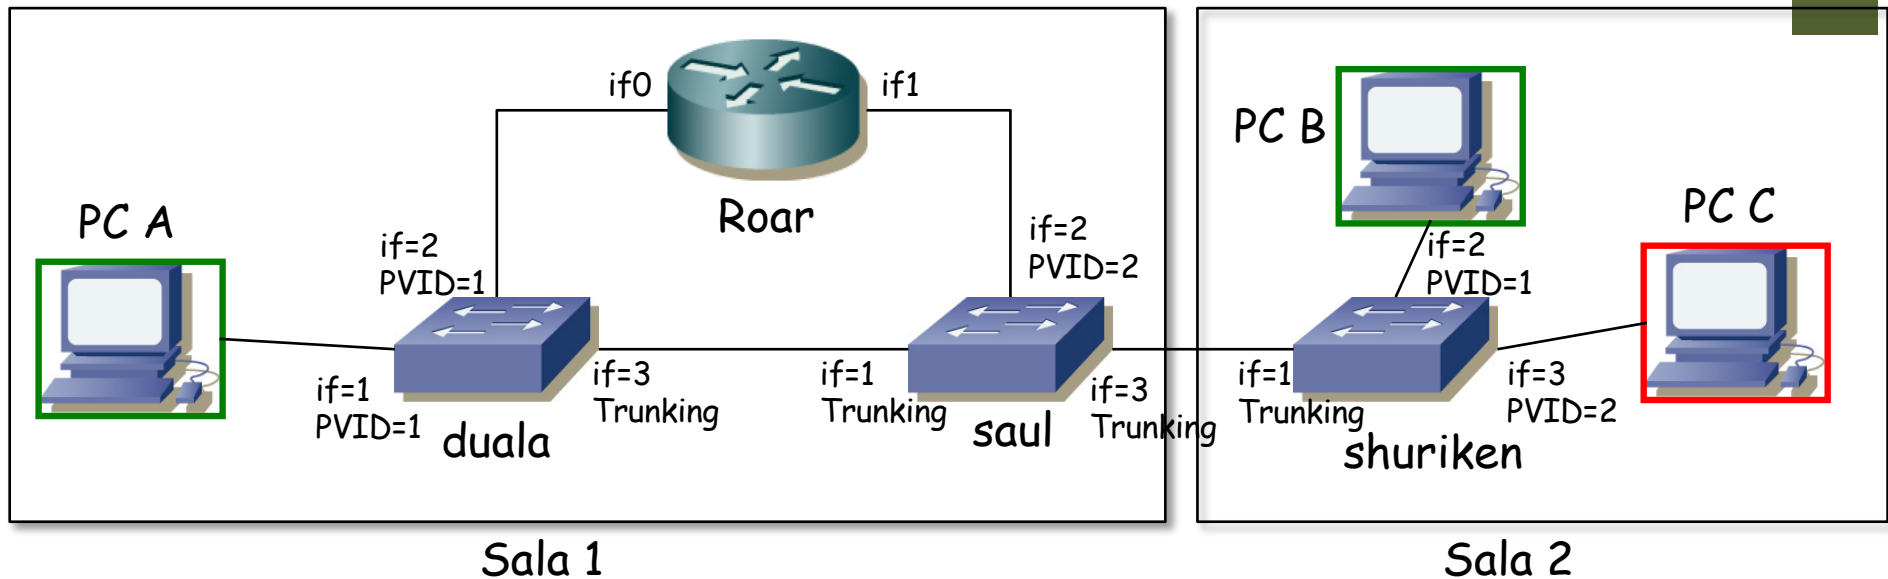 if0
if1
Roar
PC A
if=2
PVID=1
if=1
PVID=1
duala
if=3
Trunking
if=2
PVID=2
if=1
Trunking
saul
if=3
Trunking
Sala 1
PC B
PC C
if=2
PVID=1
if=1
Trunking
if=3
PVID=2
shuriken
Sala 2